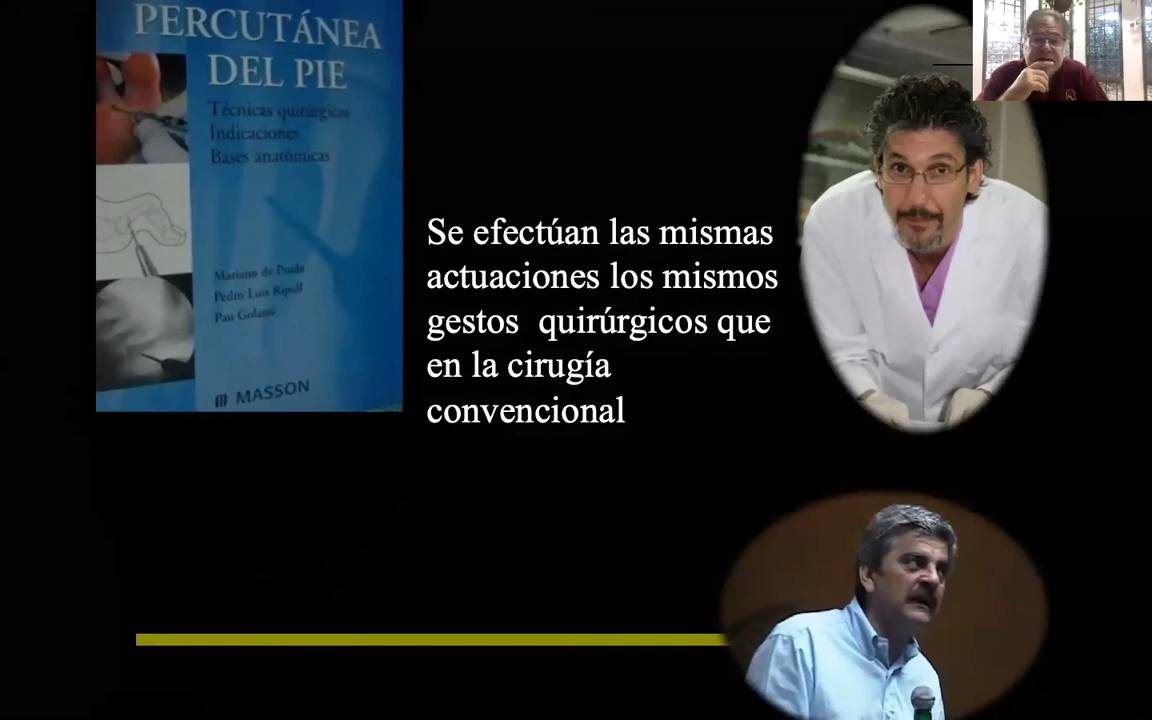 PERCUTÁNEA
DEL PIE
Técnicas quirúrgicas
Indicaciones
Bases anatómicas
Mariano de Prado
Pedro Luis Ripoll
Pau Golanó
MASSON
Se efectúan las mismas
actuaciones los mismos
gestos quirúrgicos que
en la cirugía
convencional